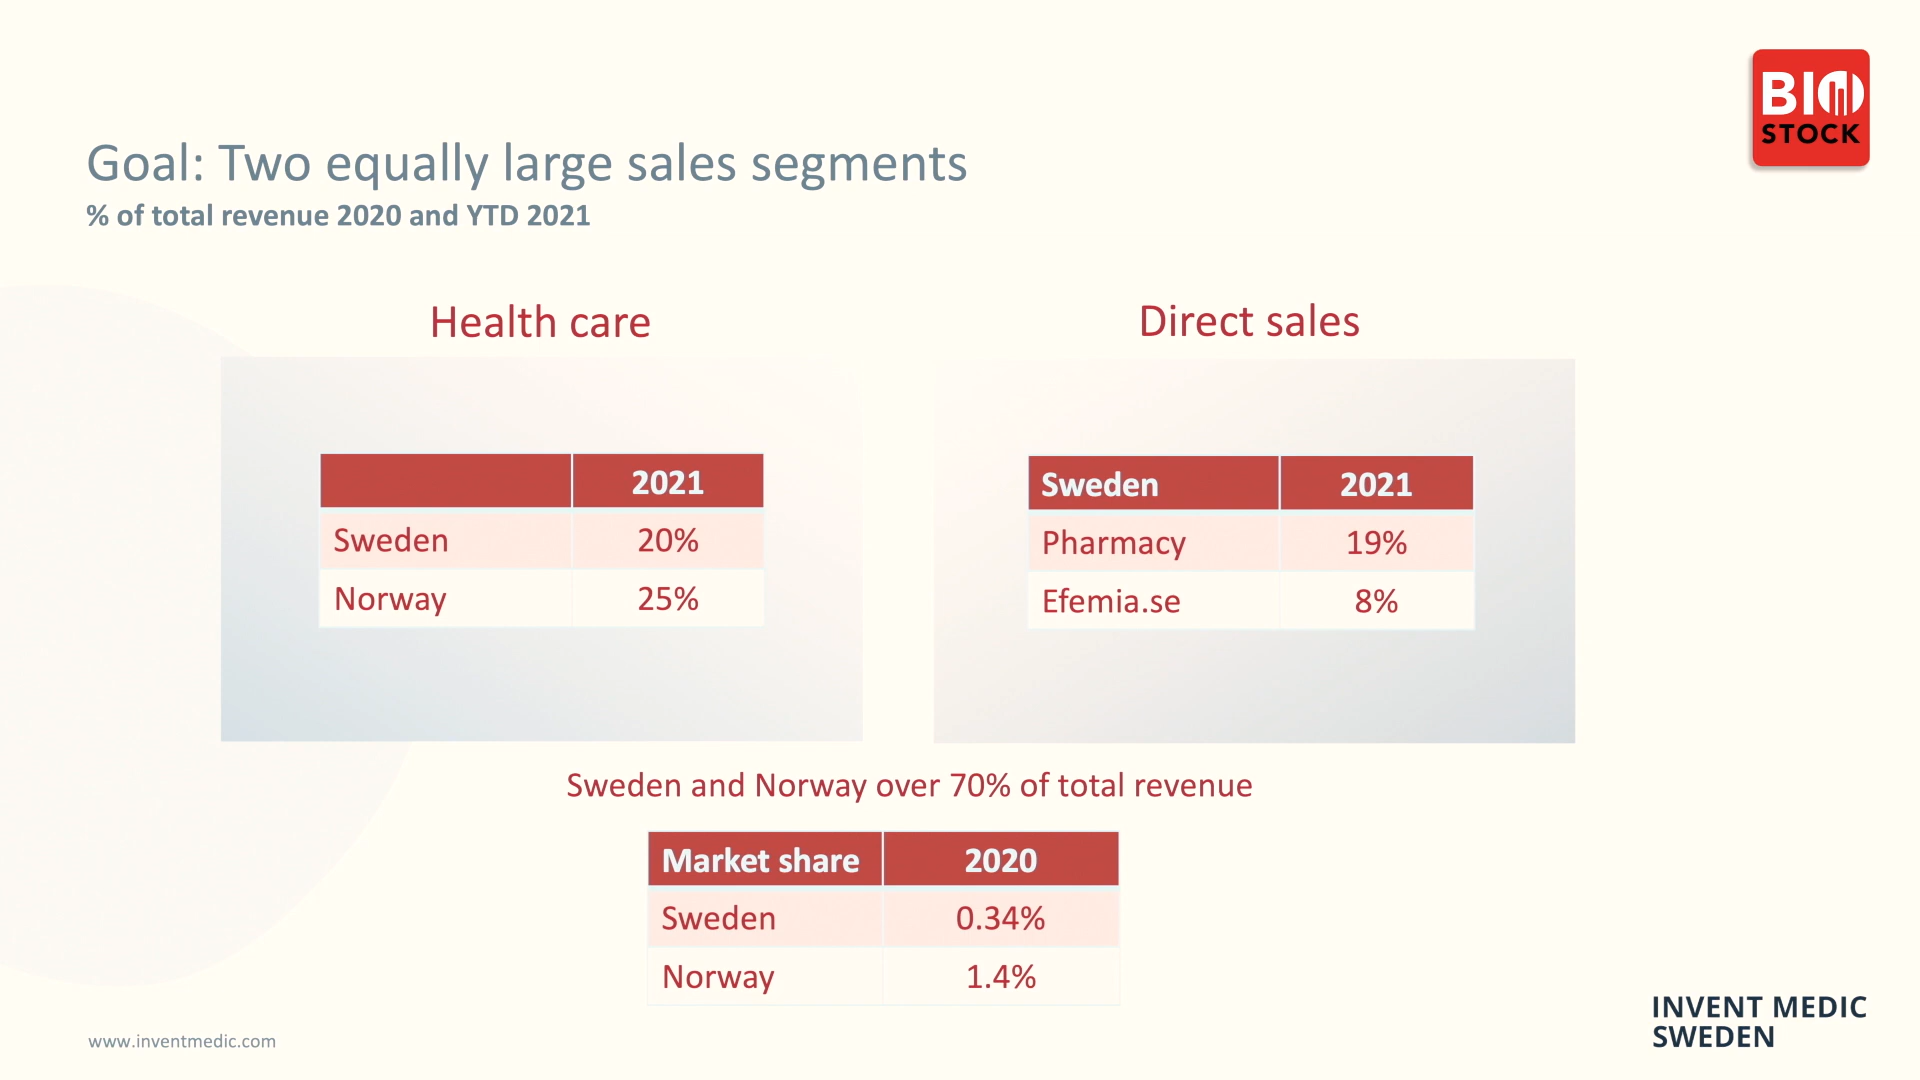 BIO
STOCK
Goal: Two equally large sales segments
% of total revenue 2020 and YTD 2021
Health care
2021
Sweden 20%
Norway 25%
Direct sales
Sweden 2021
Pharmacy 19%
Efemia.se 8%
Sweden and Norway over 70% of total revenue
Market share 2020
Sweden 0.34%
Norway 1.4%
www.inventmedic.com
INVENT MEDIC
SWEDEN